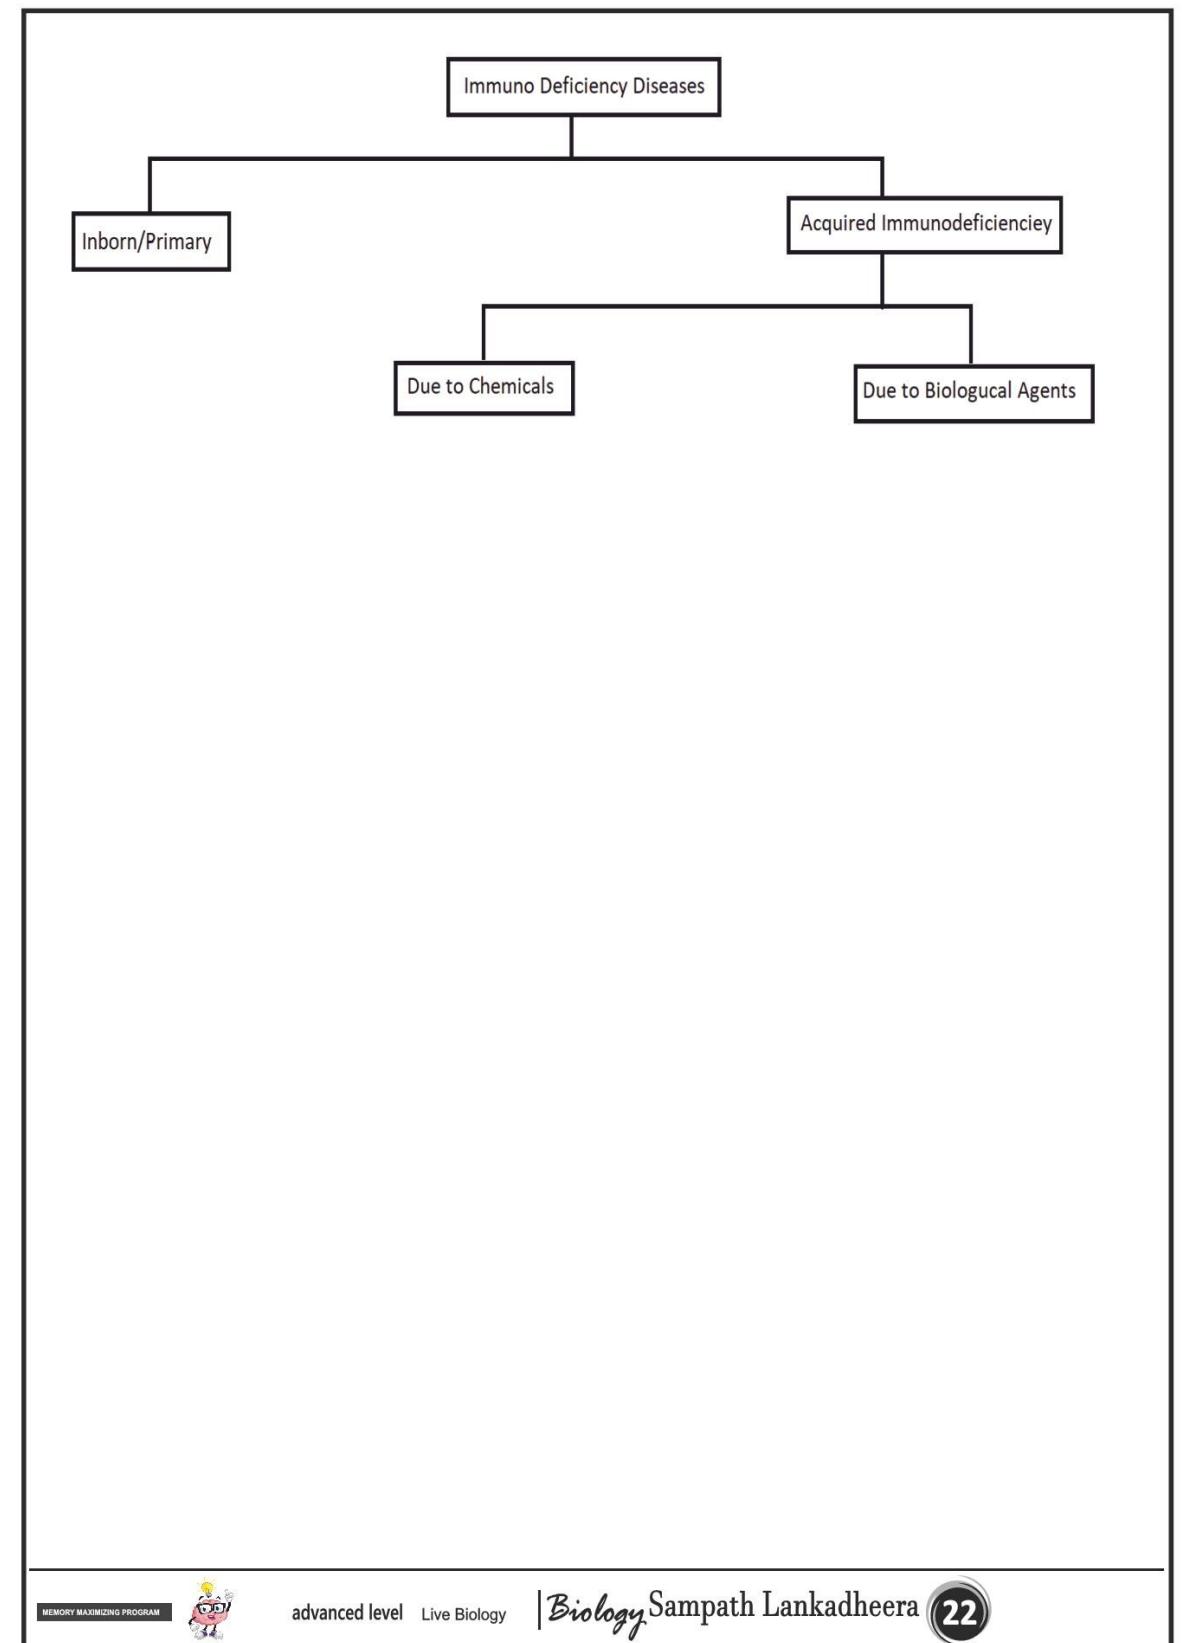 Immuno Deficiency Diseases
Inborn/Primary
Acquired Immunodeficienciey
Due to Chemicals
Due to Biologucal Agents
MEMORY MAXIMIZING PROGRAM
advanced level Live Biology
Biology Sampath Lankadheera 22